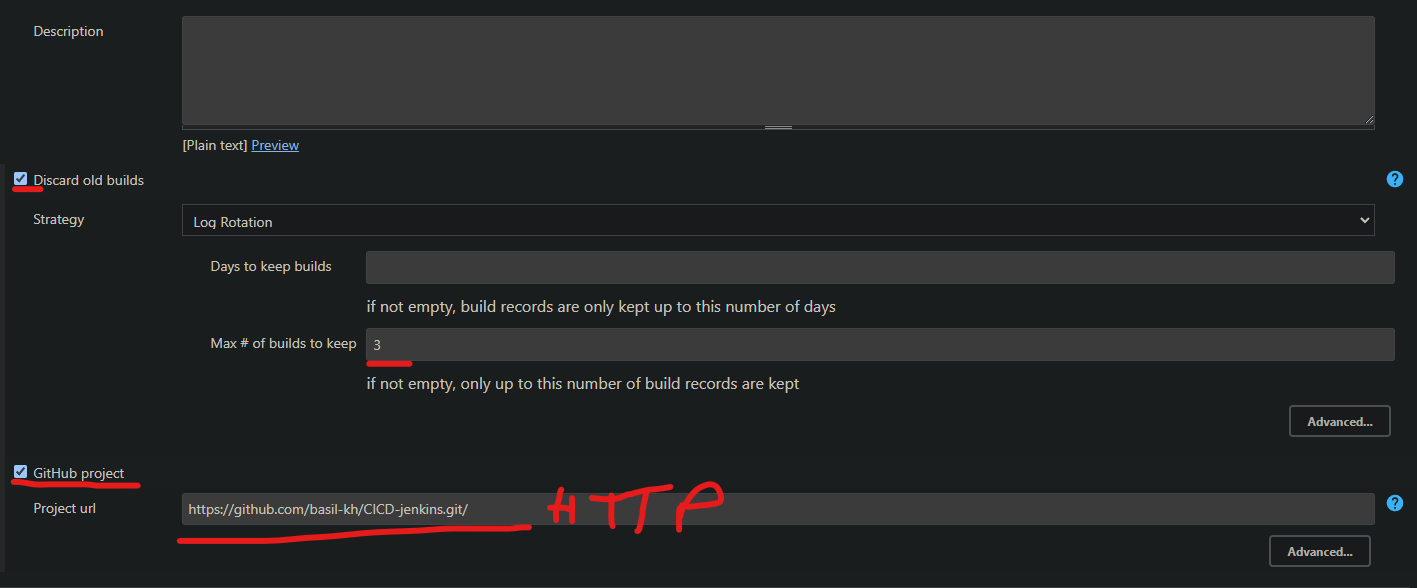 Description
[Plain text] Preview
Discard old builds
?
Strategy
Log Rotation
Days to keep builds
if not empty, build records are only kept up to this number of days
Max # of builds to keep
3
if not empty, only up to this number of build records are kept
Advanced...
GitHub project
Project url
https://github.com/basil-kh/CICD-jenkins.git/
HTTP
?
Advanced...